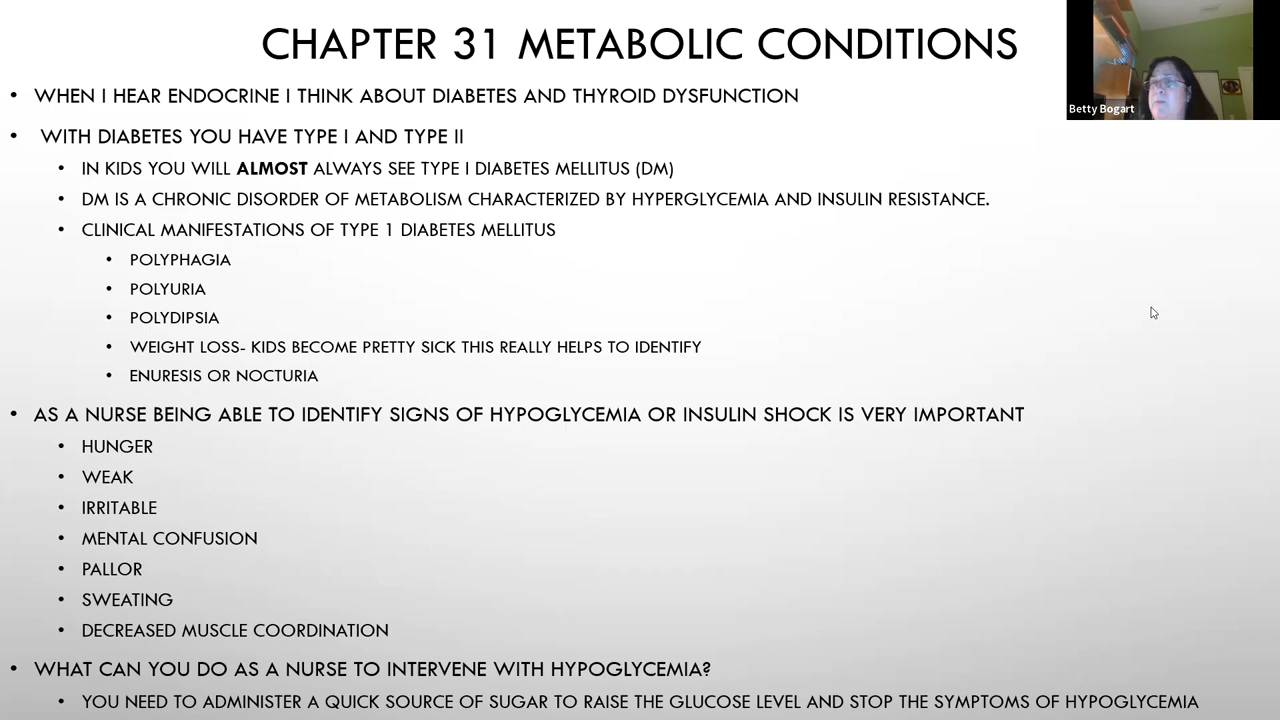 CHAPTER 31 METABOLIC CONDITIONS
Betty Bogart
• WHEN I HEAR ENDOCRINE I THINK ABOUT DIABETES AND THYROID DYSFUNCTION
• WITH DIABETES YOU HAVE TYPE I AND TYPE II
• IN KIDS YOU WILL ALMOST ALWAYS SEE TYPE I DIABETES MELLITUS (DM)
• DM IS A CHRONIC DISORDER OF METABOLISM CHARACTERIZED BY HYPERGLYCEMIA AND INSULIN RESISTANCE.
• CLINICAL MANIFESTATIONS OF TYPE 1 DIABETES MELLITUS
• POLYPHAGIA
• POLYURIA
• POLYDIPSIA
• WEIGHT LOSS- KIDS BECOME PRETTY SICK THIS REALLY HELPS TO IDENTIFY
• ENURESIS OR NOCTURIA
• AS A NURSE BEING ABLE TO IDENTIFY SIGNS OF HYPOGLYCEMIA OR INSULIN SHOCK IS VERY IMPORTANT
• HUNGER
• WEAK
• IRRITABLE
• MENTAL CONFUSION
• PALLOR
• SWEATING
• DECREASED MUSCLE COORDINATION
• WHAT CAN YOU DO AS A NURSE TO INTERVENE WITH HYPOGLYCEMIA?
• YOU NEED TO ADMINISTER A QUICK SOURCE OF SUGAR TO RAISE THE GLUCOSE LEVEL AND STOP THE SYMPTOMS OF HYPOGLYCEMIA